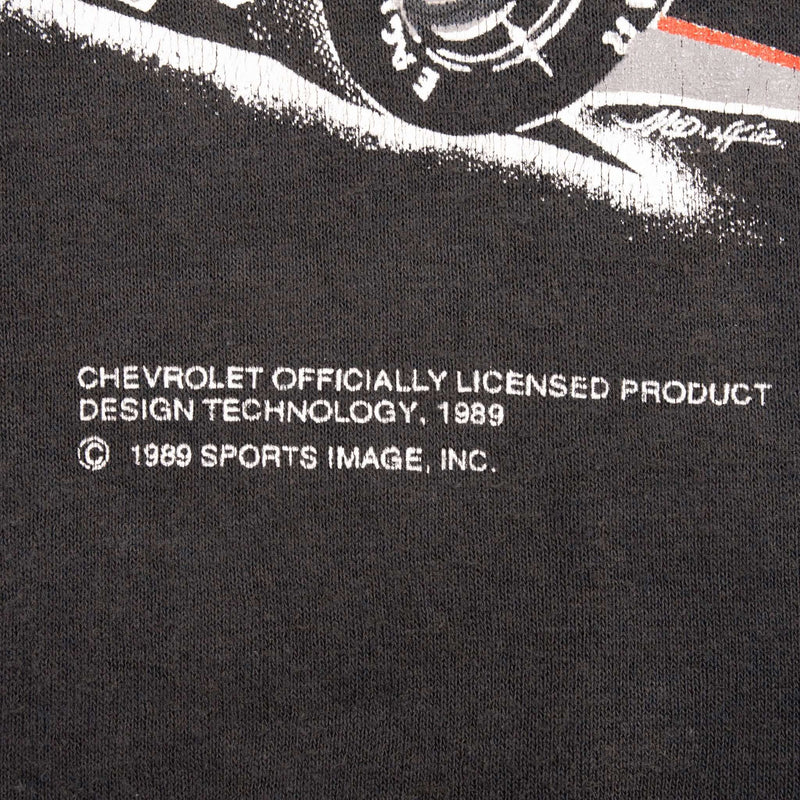 CHEVROLET OFFICIALLY LICENSED PRODUCT
DESIGN TECHNOLOGY, 1989
© 1989 SPORTS IMAGE, INC.